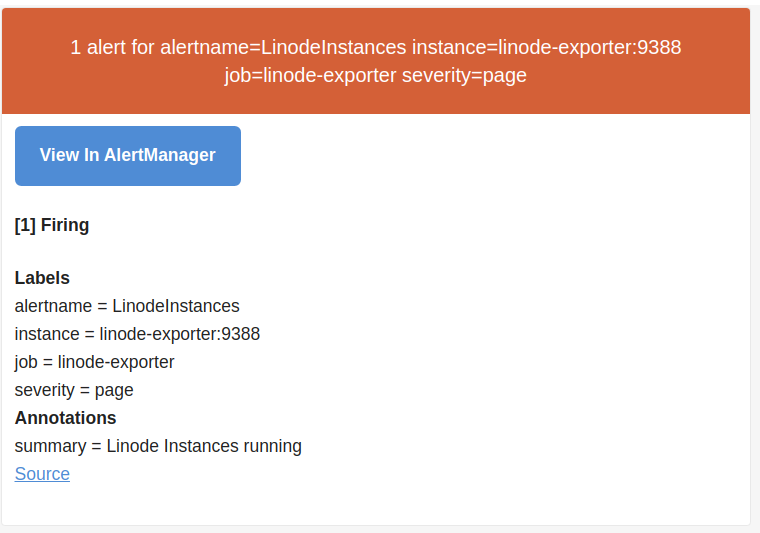 1 alert for alertname=LinodeInstances instance=linode-exporter:9388
job=linode-exporter severity=page
View In AlertManager
[1] Firing
Labels
alertname = LinodeInstances
instance = linode-exporter:9388
job = linode-exporter
severity = page
Annotations
summary = Linode Instances running
Source